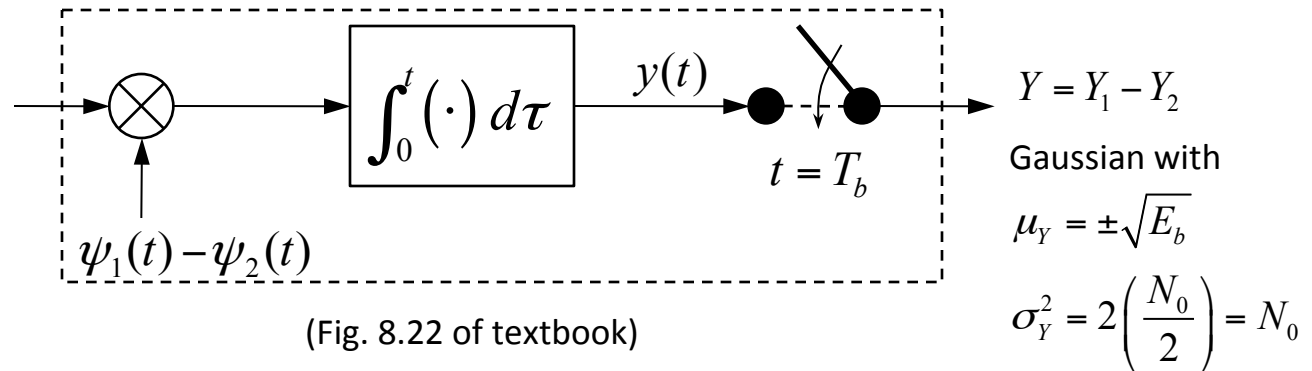 ∫₀ᵗ (·) dτ
y(t)
t = T_b
ψ₁(t) − ψ₂(t)
(Fig. 8.22 of textbook)
Y = Y₁ − Y₂
Gaussian with
μ_Y = ±√E_b
σ_Y² = 2(N₀/2) = N₀